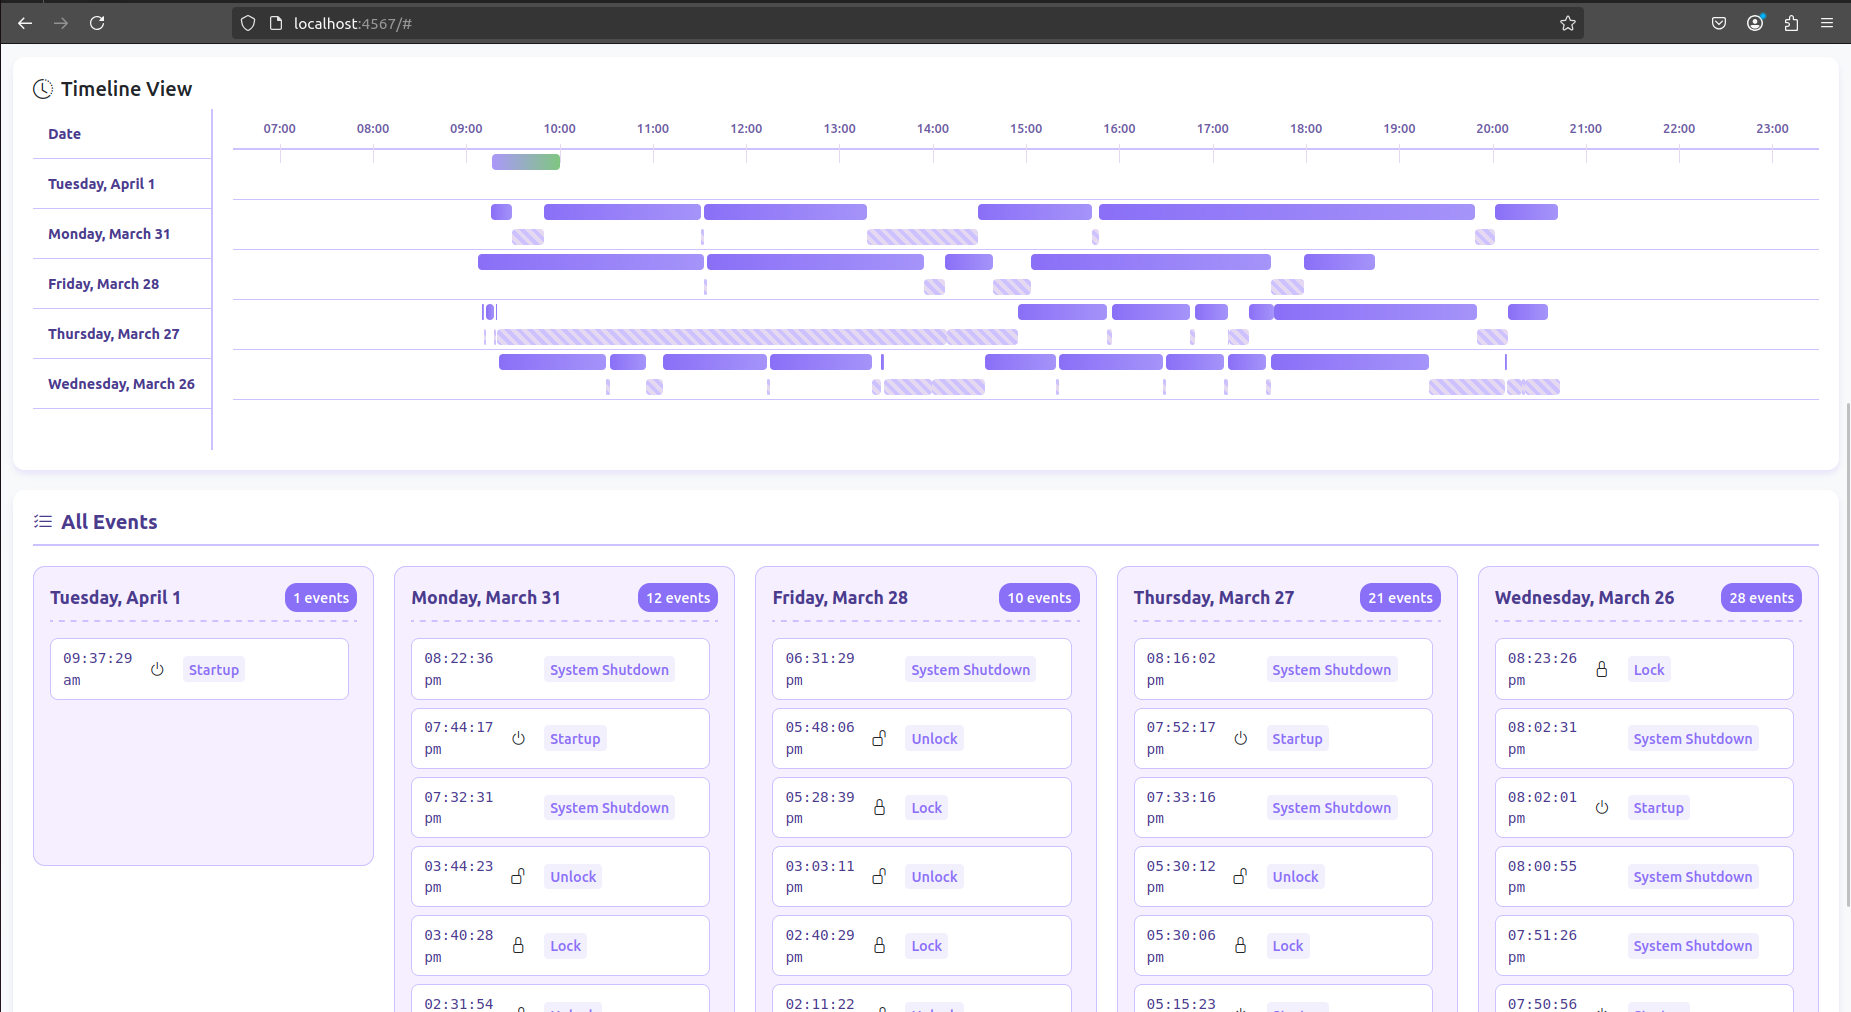 localhost:4567/#
Timeline View
Date
07:00 08:00 09:00 10:00 11:00 12:00 13:00 14:00 15:00 16:00 17:00 18:00 19:00 20:00 21:00 22:00 23:00
Tuesday, April 1
Monday, March 31
Friday, March 28
Thursday, March 27
Wednesday, March 26
All Events
Tuesday, April 1
1 events
09:37:29
am
Startup
Monday, March 31
12 events
08:22:36
pm
System Shutdown
07:44:17
pm
Startup
07:32:31
pm
System Shutdown
03:44:23
pm
Unlock
03:40:28
pm
Lock
02:31:54
Unlock
Friday, March 28
10 events
06:31:29
pm
System Shutdown
05:48:06
pm
Unlock
05:28:39
pm
Lock
03:03:11
pm
Unlock
02:40:29
pm
Lock
02:11:22
Unlock
Thursday, March 27
21 events
08:16:02
pm
System Shutdown
07:52:17
pm
Startup
07:33:16
pm
System Shutdown
05:30:12
pm
Unlock
05:30:06
pm
Lock
05:15:23
Startup
Wednesday, March 26
28 events
08:23:26
pm
Lock
08:02:31
pm
System Shutdown
08:02:01
pm
Startup
08:00:55
pm
System Shutdown
07:51:26
pm
System Shutdown
07:50:56
Startup